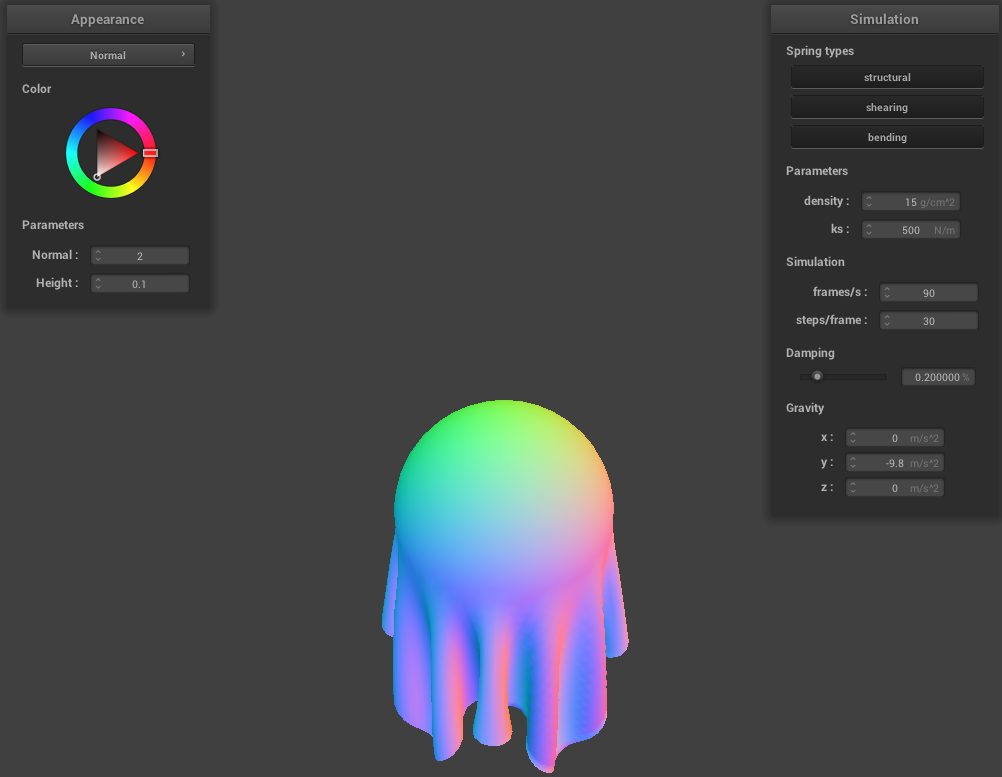 Appearance
Normal
Color
Parameters
Normal : 2
Height : 0.1
Simulation
Spring types
structural
shearing
bending
Parameters
density : 15 g/cm^2
ks : 500 N/m
Simulation
frames/s : 90
steps/frame : 30
Damping
0.200000 %
Gravity
x : 0 m/s^2
y : -9.8 m/s^2
z : 0 m/s^2